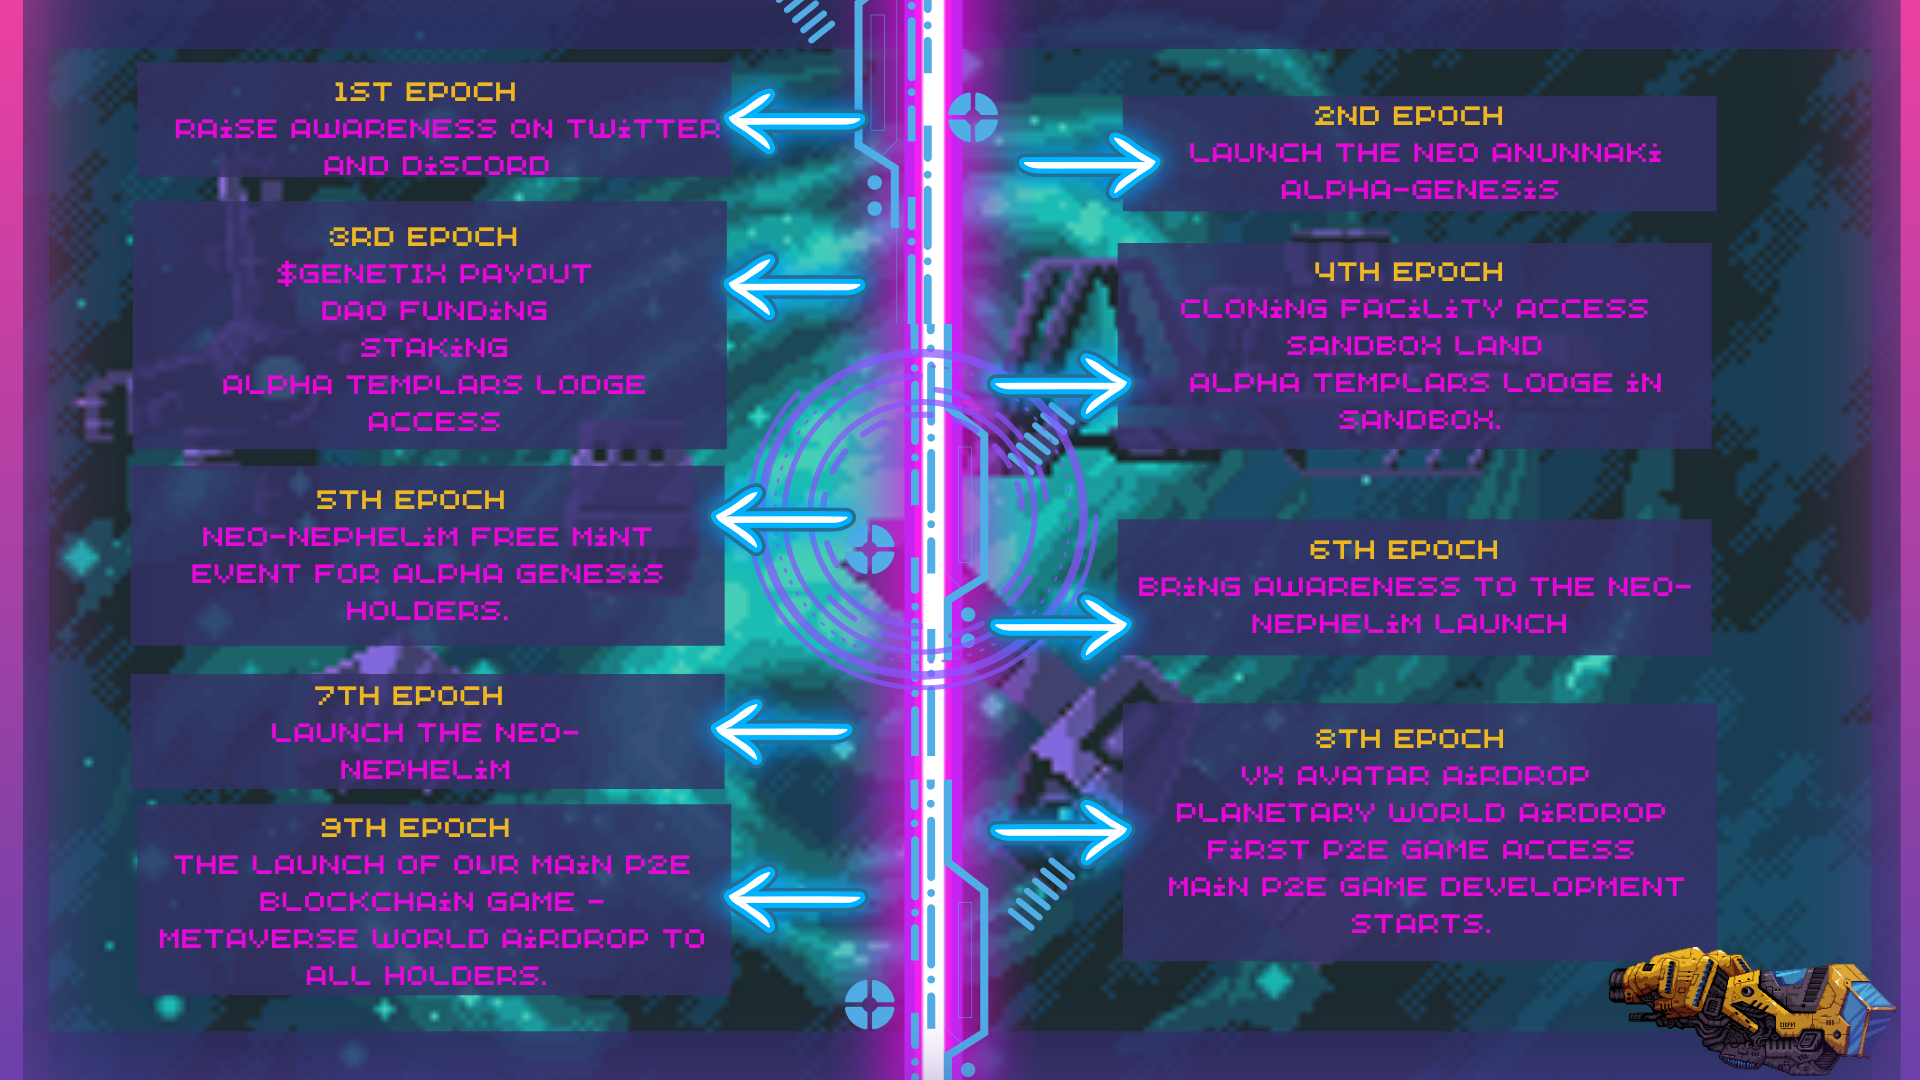 1ST EPOCH
RAiSE AWARENESS ON TWiTTER
AND DiSCORD
2ND EPOCH
LAUNCH THE NEO ANUNNAKi
ALPHA-GENESiS
3RD EPOCH
$GENETIX PAYOUT
DAO FUNDiNG
STAKiNG
ALPHA TEMPLARS LODGE
ACCESS
4TH EPOCH
CLONiNG FACiLiTY ACCESS
SANDBOX LAND
ALPHA TEMPLARS LODGE iN
SANDBOX.
5TH EPOCH
NEO-NEPHELiM FREE MiNT
EVENT FOR ALPHA GENESiS
HOLDERS.
6TH EPOCH
BRiNG AWARENESS TO THE NEO-
NEPHELiM LAUNCH
7TH EPOCH
LAUNCH THE NEO-
NEPHELiM
8TH EPOCH
VX AVATAR AiRDROP
PLANETARY WORLD AiRDROP
FiRST P2E GAME ACCESS
MAiN P2E GAME DEVELOPMENT
STARTS.
9TH EPOCH
THE LAUNCH OF OUR MAiN P2E
BLOCKCHAiN GAME -
METAVERSE WORLD AiRDROP TO
ALL HOLDERS.